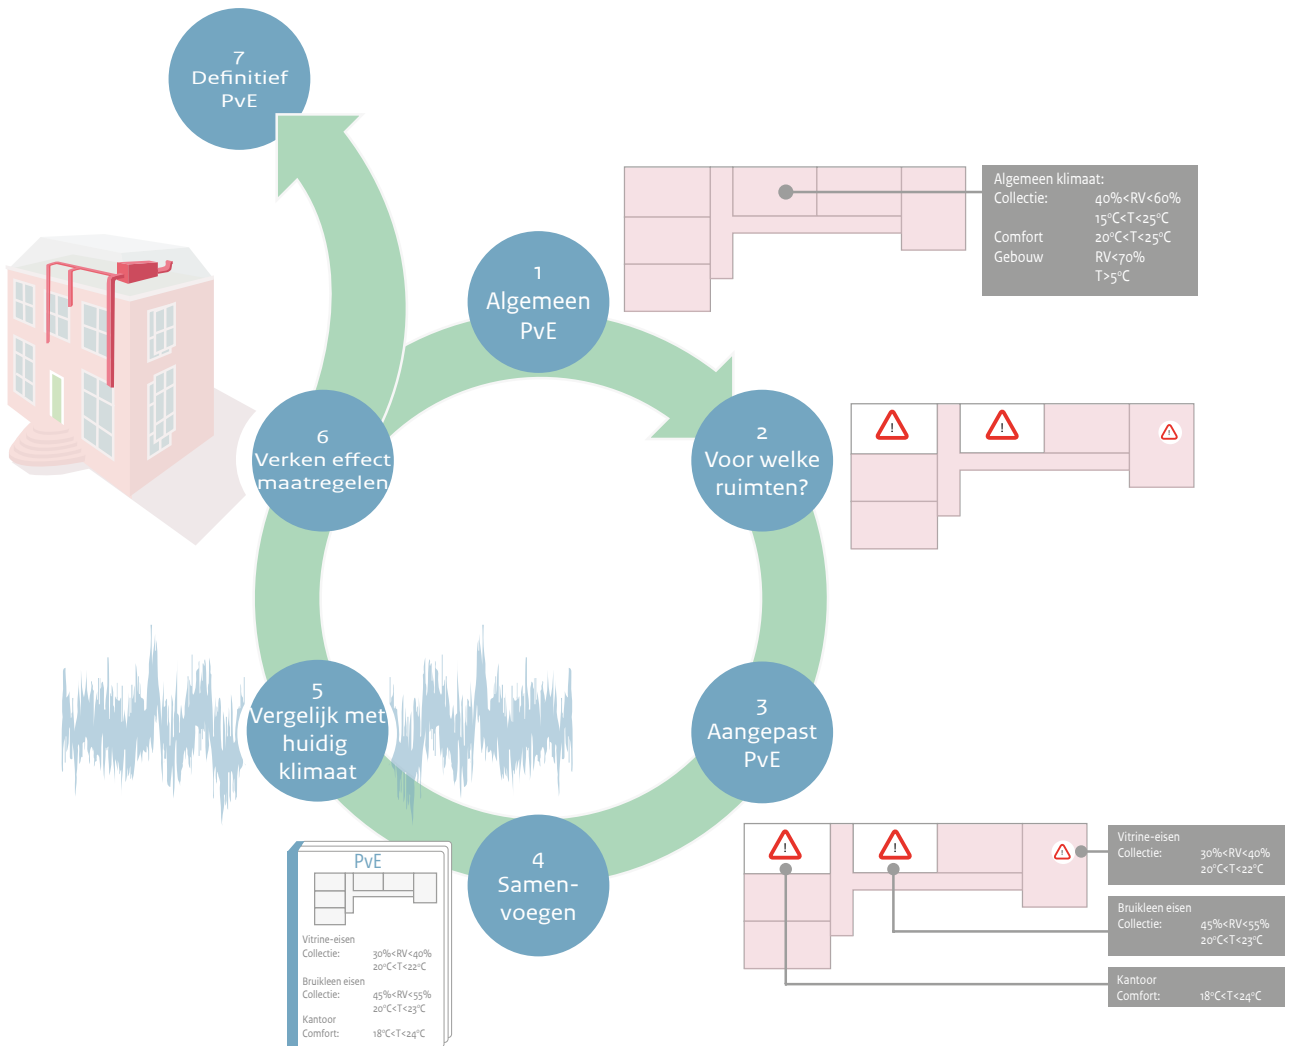 7
Definitief
PvE
1
Algemeen
PvE
Algemeen klimaat:
Collectie: 40%<RV<60%
15°C<T<25°C
Comfort 20°C<T<25°C
Gebouw RV<70%
T>5°C
2
Voor welke
ruimten?
!
!
!
3
Aangepast
PvE
!
!
!
Vitrine-eisen
Collectie: 30%<RV<40%
20°C<T<22°C
Bruikleen eisen
Collectie: 45%<RV<55%
20°C<T<23°C
Kantoor
Comfort: 18°C<T<24°C
4
Samen-
voegen
PvE
Vitrine-eisen
Collectie: 30%<RV<40%
20°C<T<22°C
Bruikleen eisen
Collectie: 45%<RV<55%
20°C<T<23°C
Kantoor
Comfort: 18°C<T<24°C
5
Vergelijk met
huidig
klimaat
6
Verken effect
maatregelen